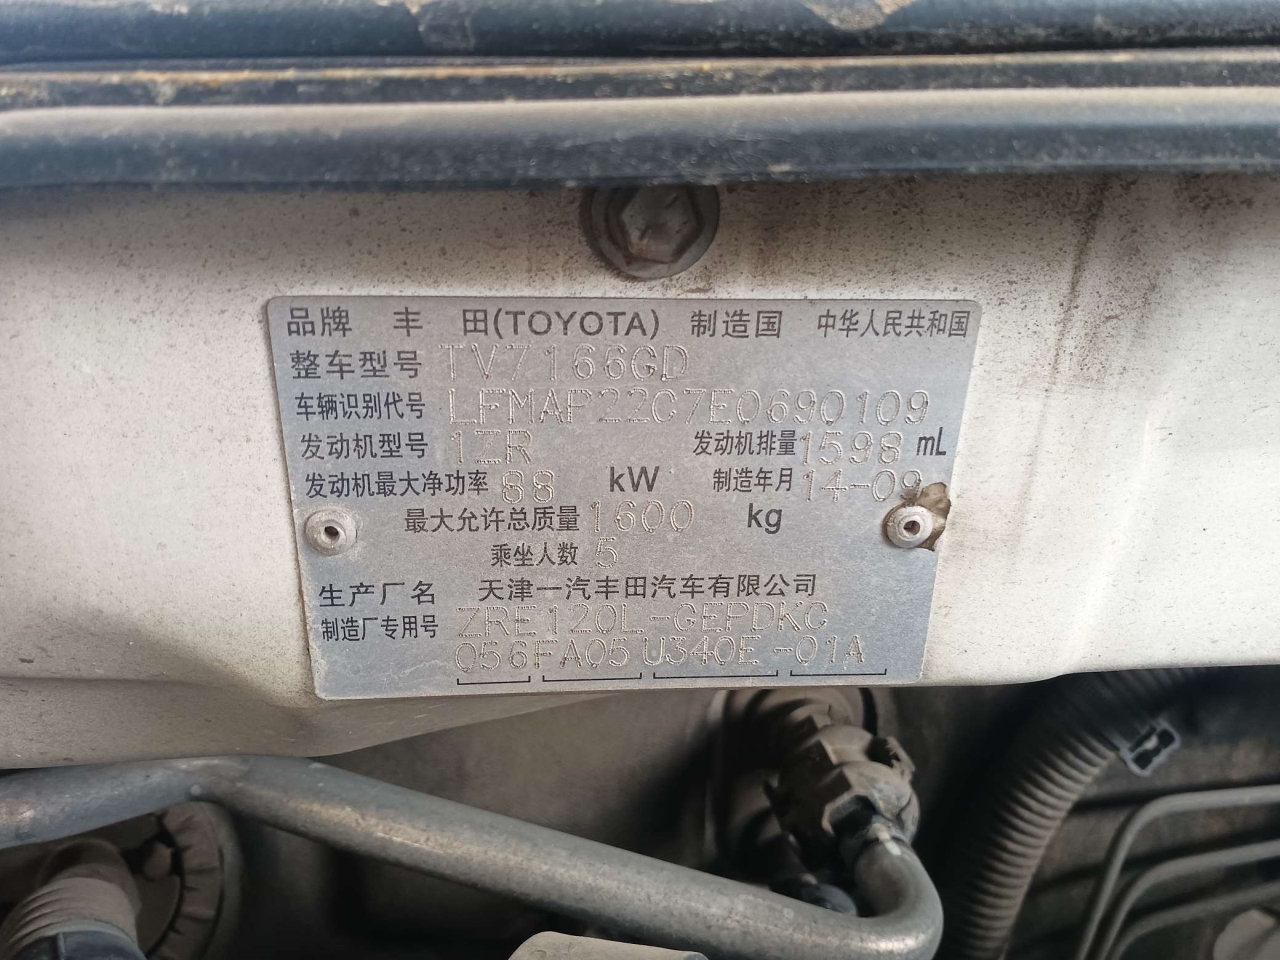 品牌 丰 田(TOYOTA) 制造国 中华人民共和国
整车型号 TV7166GD
车辆识别代号 LFMAP22C7E0690109
发动机型号 1ZR 发动机排量 1598 mL
发动机最大净功率 88 kW 制造年月 14-09
最大允许总质量 1600 kg
乘坐人数 5
生产厂名 天津一汽丰田汽车有限公司
制造厂专用号 ZRE120L-GEPDKC
056FA05 U340E-01A